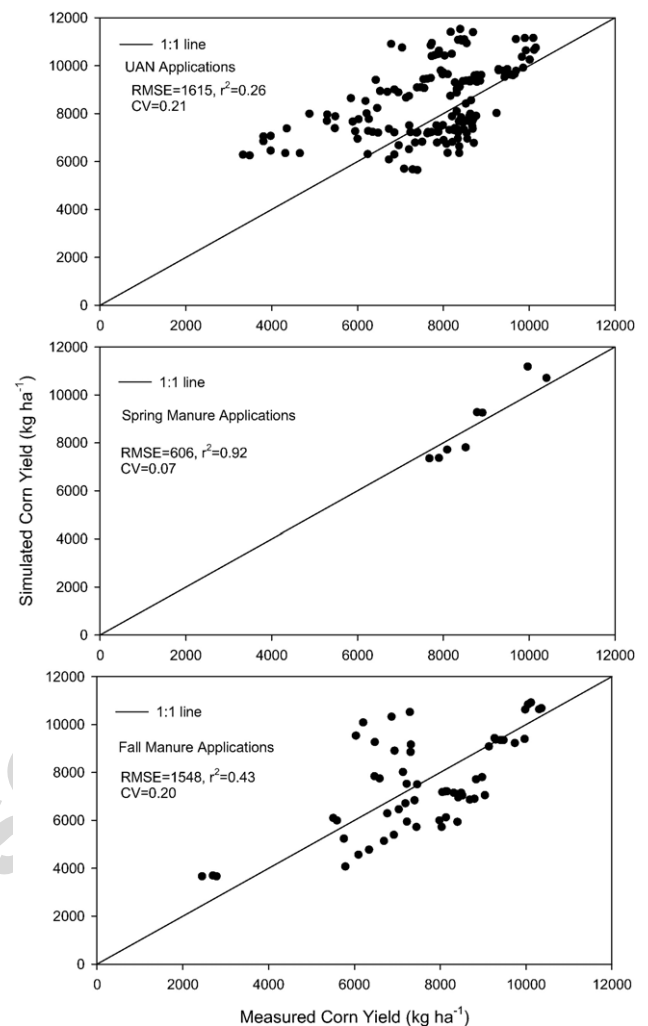 12000
1:1 line
10000
UAN Applications
RMSE=1615, r²=0.26
CV=0.21
8000
6000
4000
2000
0
0 2000 4000 6000 8000 10000 12000
12000
1:1 line
10000
Spring Manure Applications
8000
RMSE=606, r²=0.92
CV=0.07
6000
4000
2000
0
0 2000 4000 6000 8000 10000 12000
Simulated Corn Yield (kg ha⁻¹)
12000
1:1 line
10000
Fall Manure Applications
8000
RMSE=1548, r²=0.43
CV=0.20
6000
4000
2000
0
0 2000 4000 6000 8000 10000 12000
Measured Corn Yield (kg ha⁻¹)